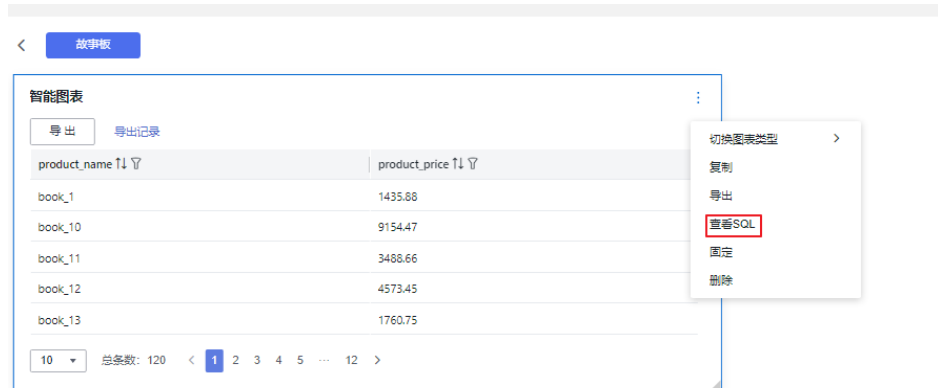 故事板
智能图表
导出 导出记录
product_name product_price
book_1 1435.88
book_10 9154.47
book_11 3488.66
book_12 4573.45
book_13 1760.75
10 总条数: 120 1 2 3 4 5 ... 12
切换图表类型
复制
导出
查看SQL
固定
删除